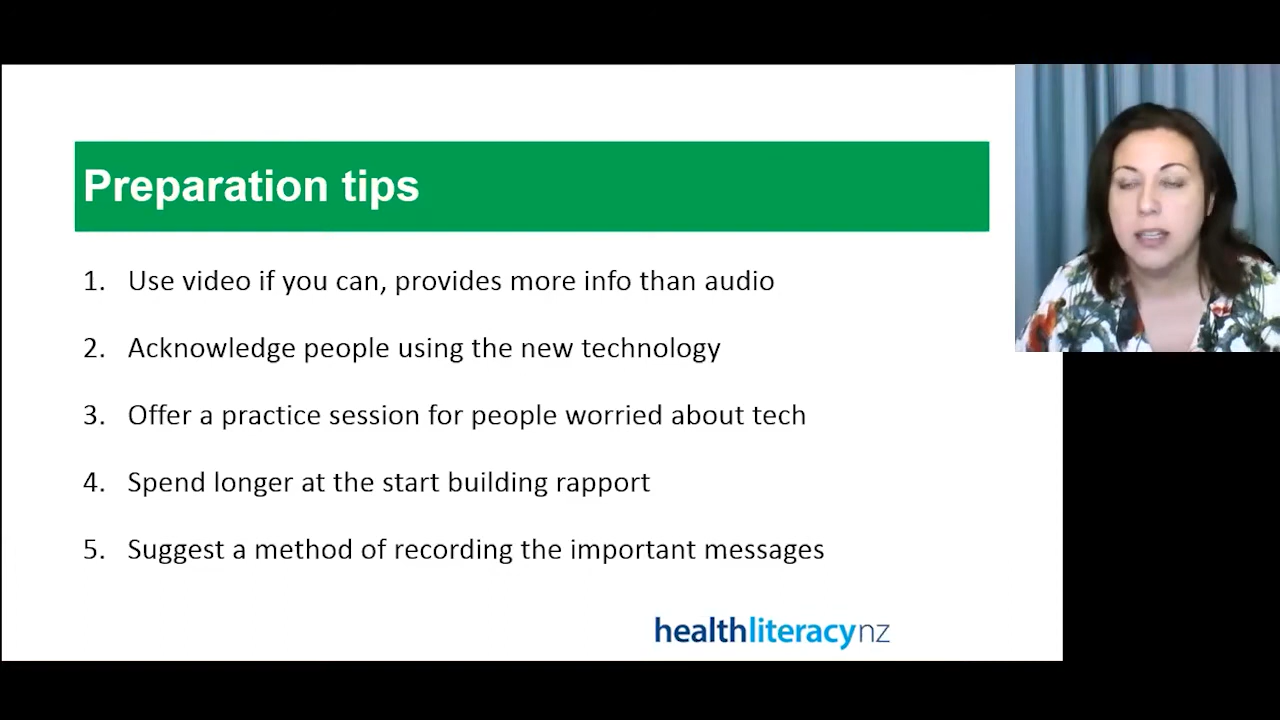 Preparation tips
1. Use video if you can, provides more info than audio
2. Acknowledge people using the new technology
3. Offer a practice session for people worried about tech
4. Spend longer at the start building rapport
5. Suggest a method of recording the important messages
healthliteracynz